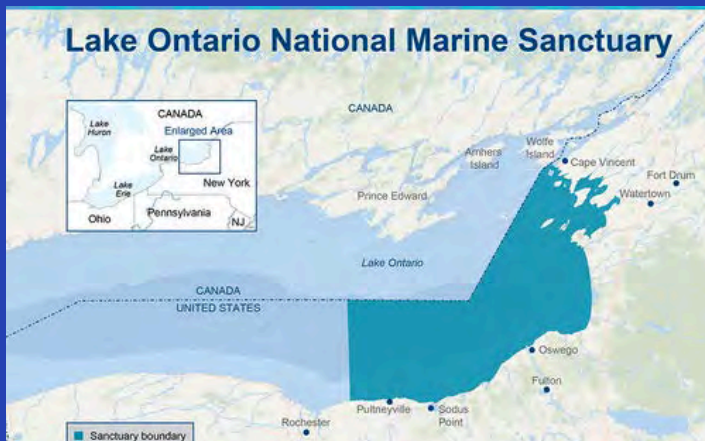 Lake Ontario National Marine Sanctuary
CANADA
Lake
Huron
Enlarged Area
Lake
Ontario
New York
Lake
Erie
Pennsylvania
Ohio
NJ
CANADA
Wolfe
Island
Amhers
Island
Cape Vincent
Fort Drum
Watertown
Prince Edward
Lake Ontario
CANADA
UNITED STATES
Oswego
Fulton
Pultneyville
Sodus
Point
Rochester
Sanctuary boundary